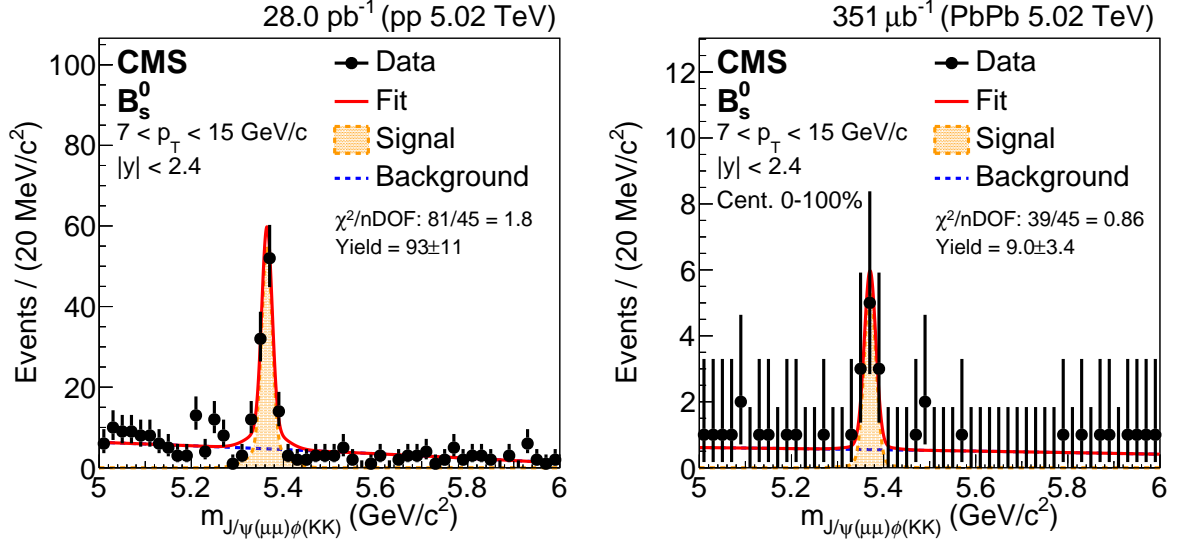 28.0 pb⁻¹ (pp 5.02 TeV)
CMS
B⁰ₛ
7 < p_T < 15 GeV/c
|y| < 2.4
Data
Fit
Signal
Background
χ²/nDOF: 81/45 = 1.8
Yield = 93±11
Events / (20 MeV/c²)
100
80
60
40
20
0
5
5.2
5.4
5.6
5.8
6
m_J/ψ(μμ)φ(KK) (GeV/c²)
351 μb⁻¹ (PbPb 5.02 TeV)
CMS
B⁰ₛ
7 < p_T < 15 GeV/c
|y| < 2.4
Cent. 0-100%
Data
Fit
Signal
Background
χ²/nDOF: 39/45 = 0.86
Yield = 9.0±3.4
Events / (20 MeV/c²)
12
10
8
6
4
2
0
5
5.2
5.4
5.6
5.8
6
m_J/ψ(μμ)φ(KK) (GeV/c²)